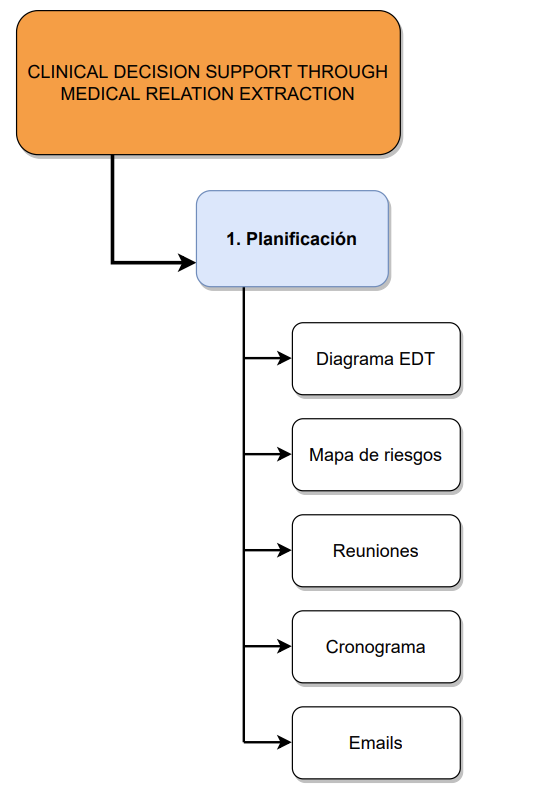 CLINICAL DECISION SUPPORT THROUGH
MEDICAL RELATION EXTRACTION
1. Planificación
Diagrama EDT
Mapa de riesgos
Reuniones
Cronograma
Emails